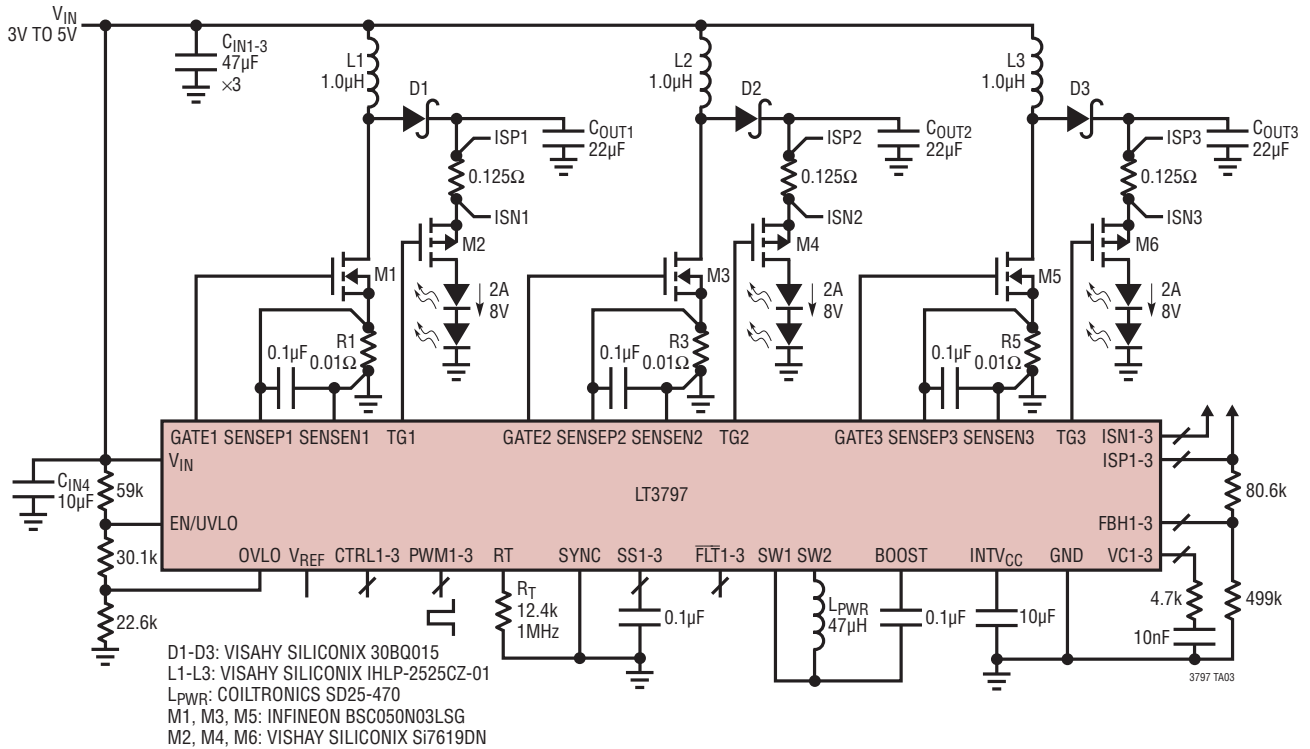 VIN
3V TO 5V
CIN1-3
47µF
×3
L1
1.0µH
D1
ISP1
COUT1
22µF
0.125Ω
ISN1
M2
M1
2A
8V
R1
0.01Ω
0.1µF
L2
1.0µH
D2
ISP2
COUT2
22µF
0.125Ω
ISN2
M4
M3
2A
8V
R3
0.01Ω
0.1µF
L3
1.0µH
D3
ISP3
COUT3
22µF
0.125Ω
ISN3
M6
M5
2A
8V
R5
0.01Ω
0.1µF
GATE1 SENSEP1 SENSEN1 TG1 GATE2 SENSEP2 SENSEN2 TG2 GATE3 SENSEP3 SENSEN3 TG3 ISN1-3
VIN
ISP1-3
CIN4
10µF
59k
LT3797
80.6k
EN/UVLO
FBH1-3
30.1k
OVLO VREF CTRL1-3 PWM1-3 RT SYNC SS1-3 FLT1-3 SW1 SW2 BOOST INTVCC GND VC1-3
22.6k
RT
12.4k
1MHz
0.1µF
LPWR
47µH
0.1µF
10µF
4.7k
499k
10nF
3797 TA03
D1-D3: VISAHY SILICONIX 30BQ015
L1-L3: VISAHY SILICONIX IHLP-2525CZ-01
LPWR: COILTRONICS SD25-470
M1, M3, M5: INFINEON BSC050N03LSG
M2, M4, M6: VISHAY SILICONIX Si7619DN